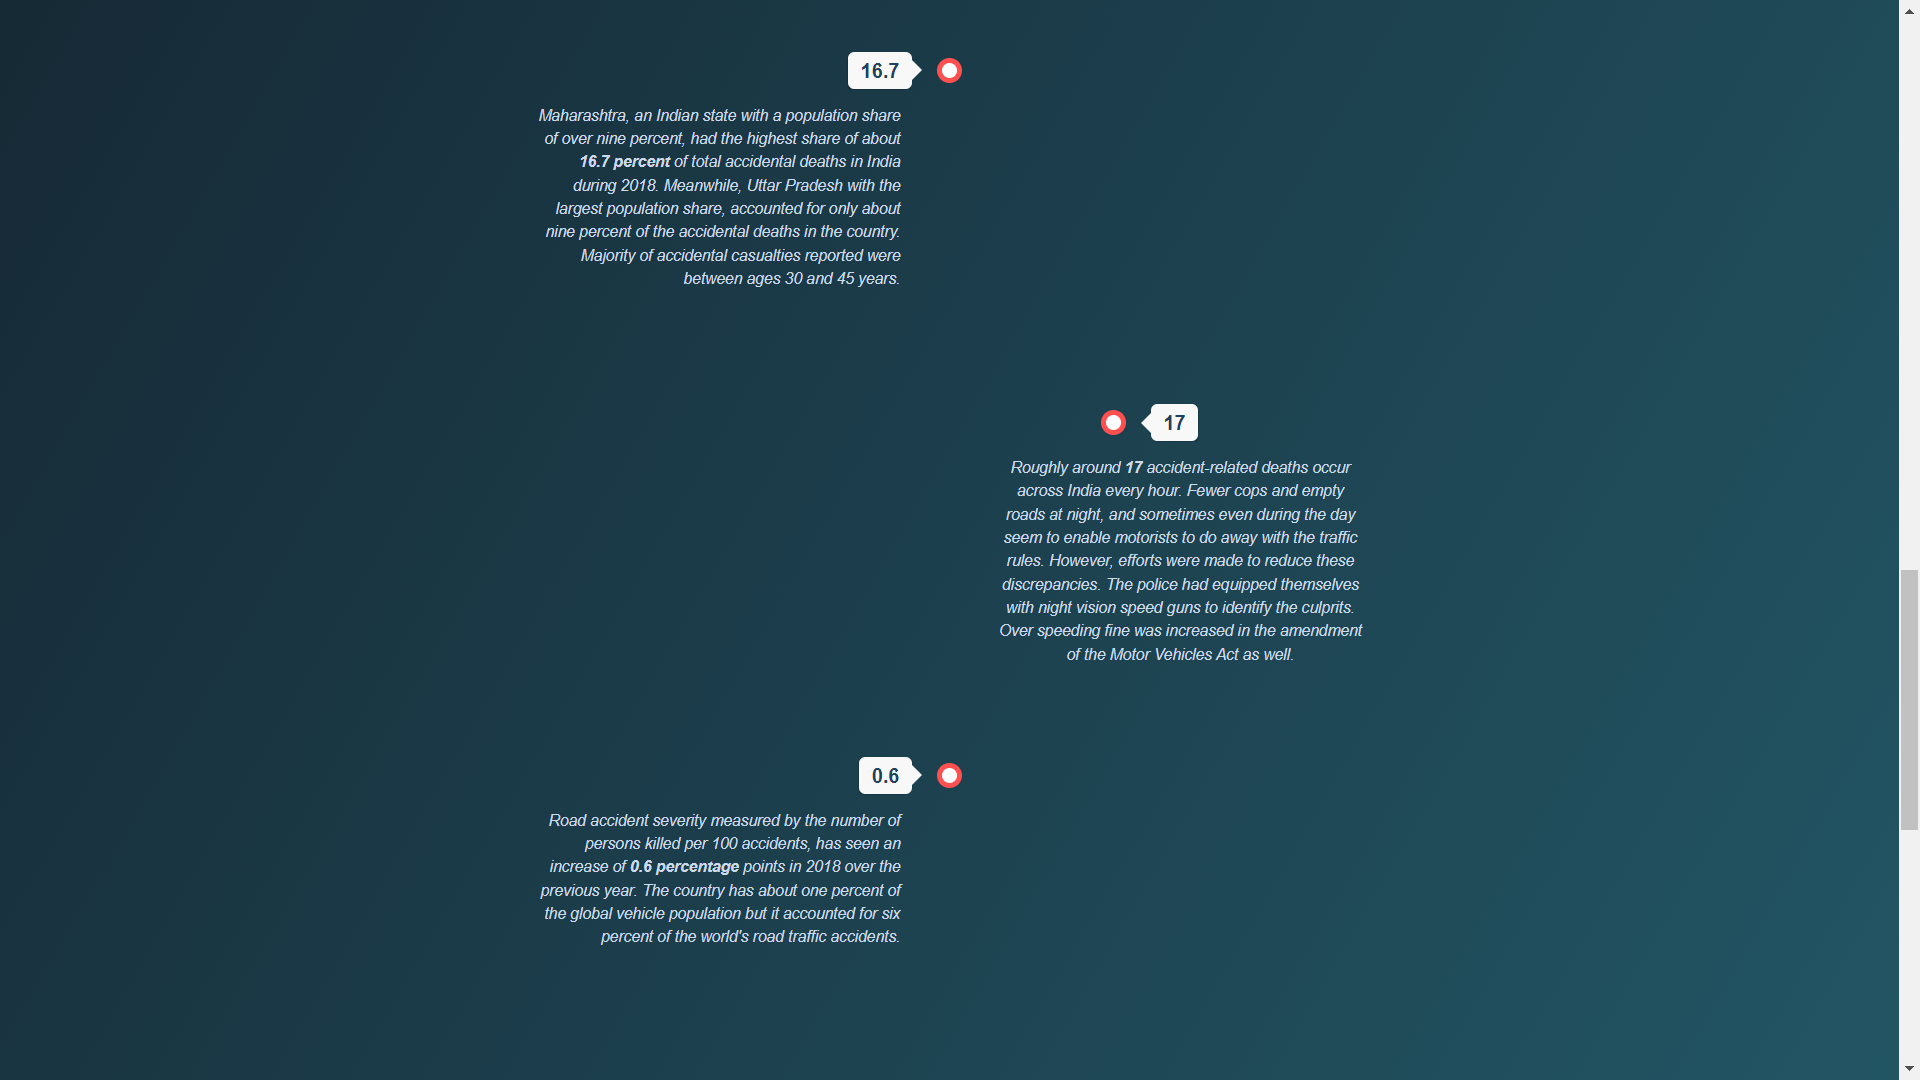 16.7
Maharashtra, an Indian state with a population share
of over nine percent, had the highest share of about
16.7 percent of total accidental deaths in India
during 2018. Meanwhile, Uttar Pradesh with the
largest population share, accounted for only about
nine percent of the accidental deaths in the country.
Majority of accidental casualties reported were
between ages 30 and 45 years.
17
Roughly around 17 accident-related deaths occur
across India every hour. Fewer cops and empty
roads at night, and sometimes even during the day
seem to enable motorists to do away with the traffic
rules. However, efforts were made to reduce these
discrepancies. The police had equipped themselves
with night vision speed guns to identify the culprits.
Over speeding fine was increased in the amendment
of the Motor Vehicles Act as well.
0.6
Road accident severity measured by the number of
persons killed per 100 accidents, has seen an
increase of 0.6 percentage points in 2018 over the
previous year. The country has about one percent of
the global vehicle population but it accounted for six
percent of the world's road traffic accidents.